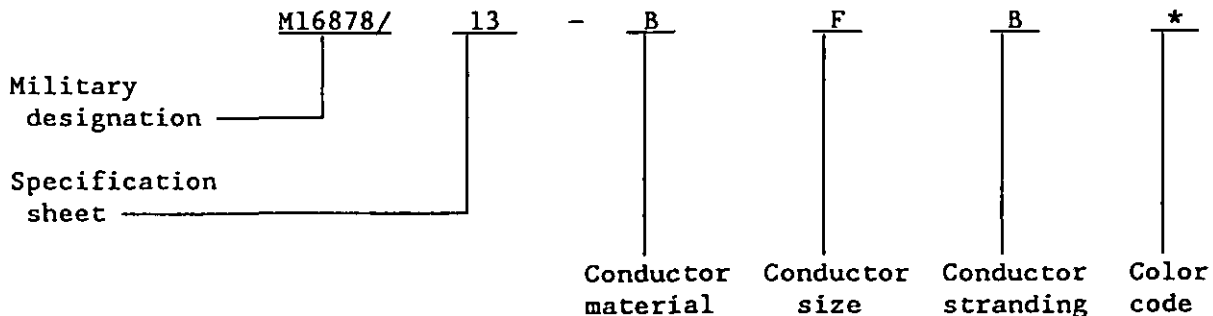 M16878/ 13 - B F B *
Military
designation
Specification
sheet
Conductor Conductor Conductor Color
material size stranding code